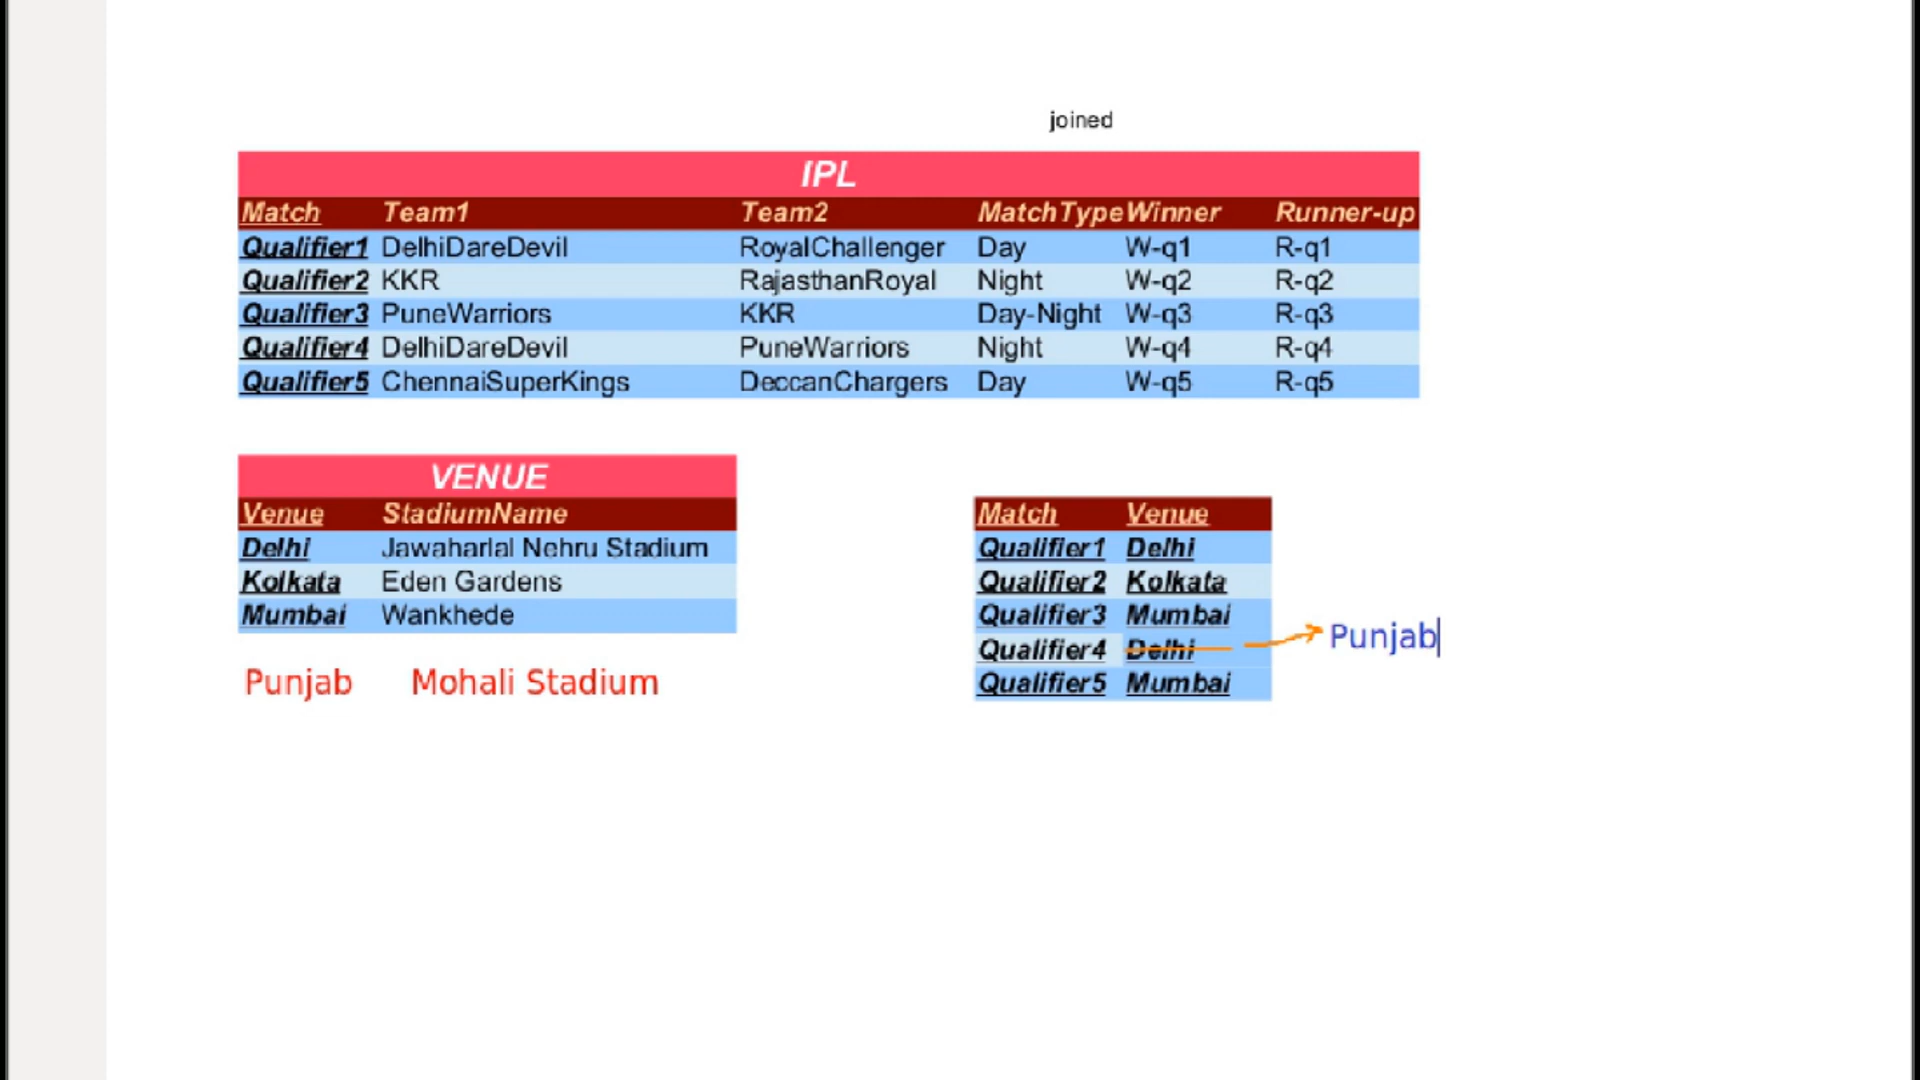 joined
IPL
Match Team1 Team2 MatchType Winner Runner-up
Qualifier1 DelhiDareDevil RoyalChallenger Day W-q1 R-q1
Qualifier2 KKR RajasthanRoyal Night W-q2 R-q2
Qualifier3 PuneWarriors KKR Day-Night W-q3 R-q3
Qualifier4 DelhiDareDevil PuneWarriors Night W-q4 R-q4
Qualifier5 ChennaiSuperKings DeccanChargers Day W-q5 R-q5
VENUE
Venue StadiumName
Delhi Jawaharlal Nehru Stadium
Kolkata Eden Gardens
Mumbai Wankhede
Punjab Mohali Stadium
Match Venue
Qualifier1 Delhi
Qualifier2 Kolkata
Qualifier3 Mumbai
Qualifier4 Delhi Punjab
Qualifier5 Mumbai